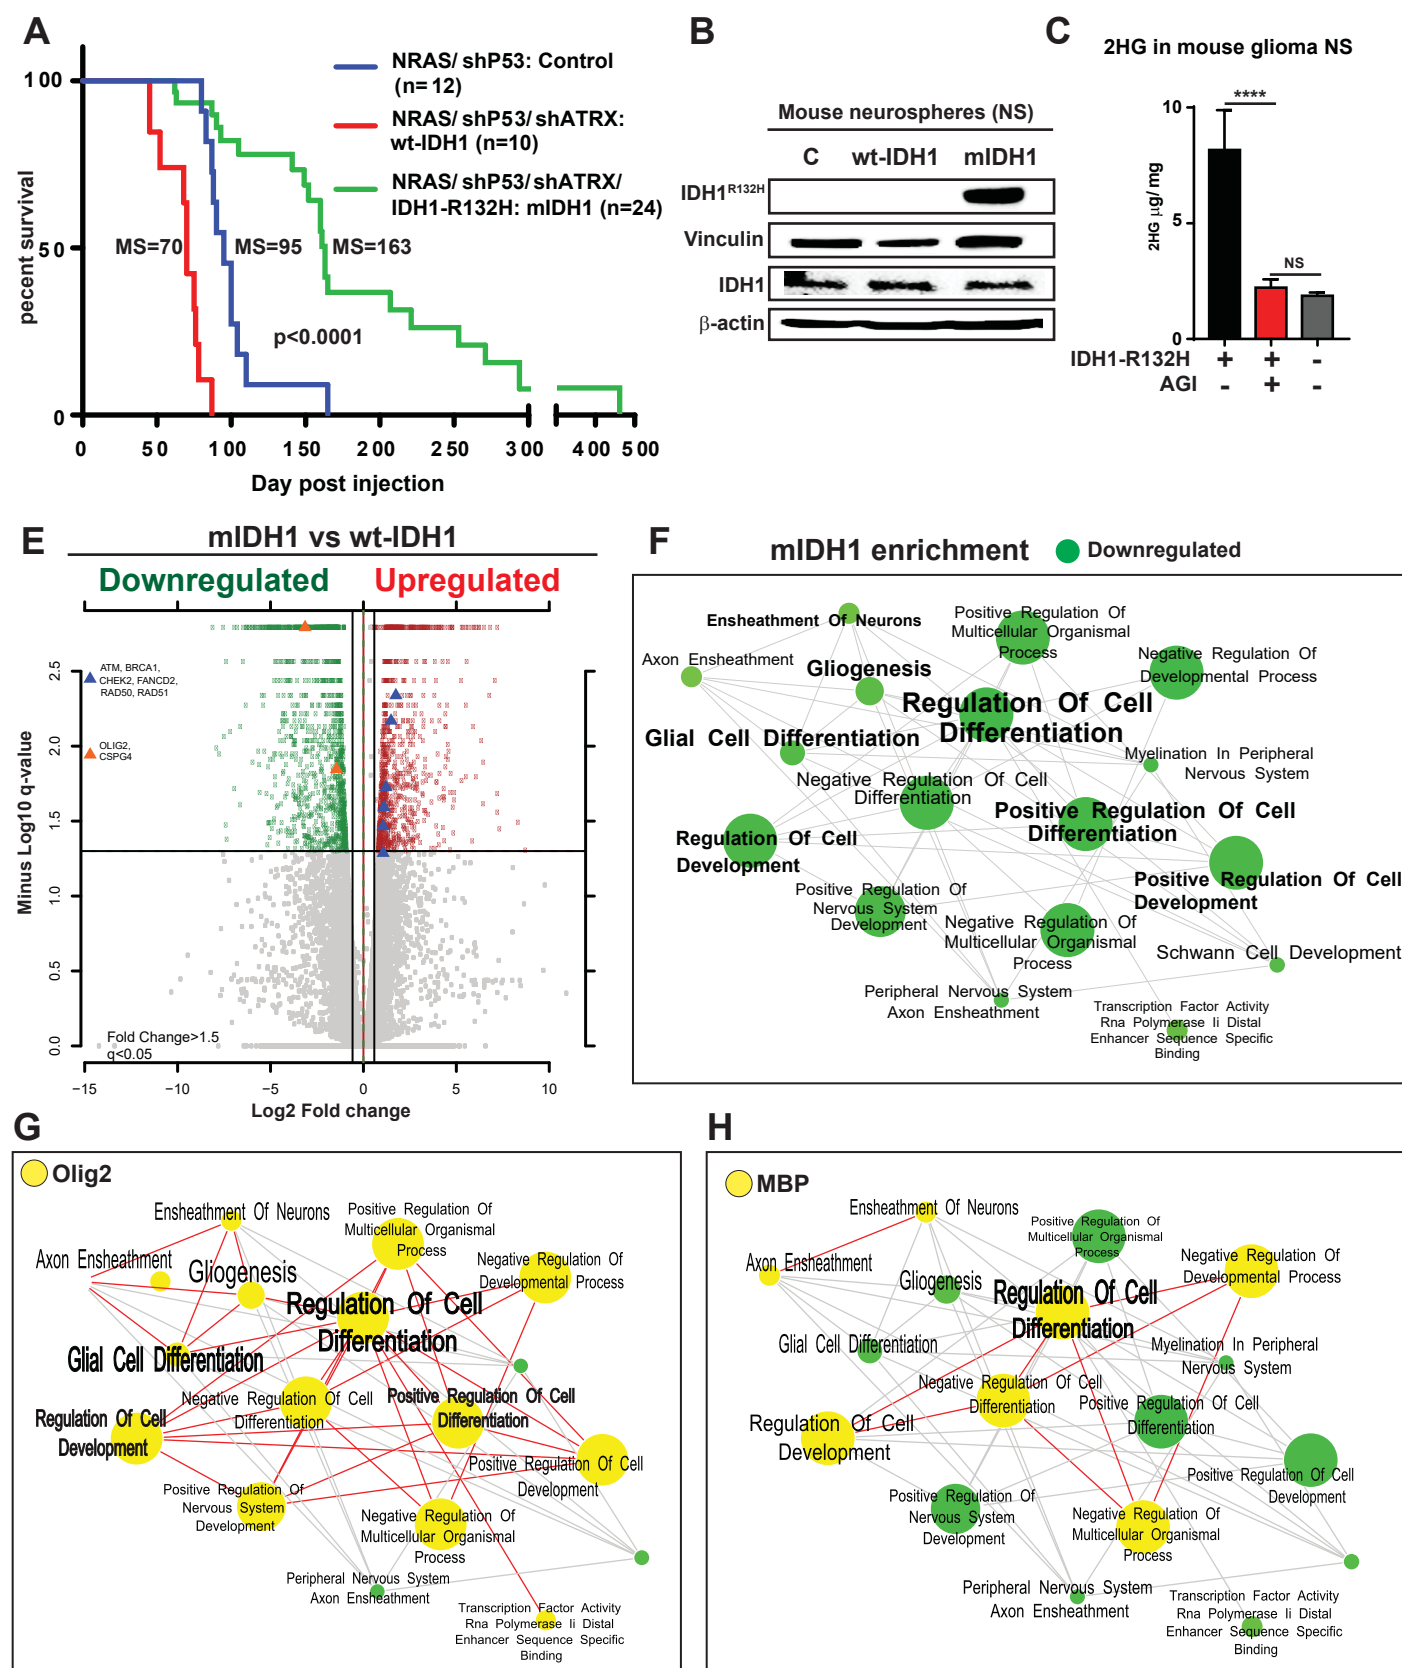 A
NRAS/ shP53: Control
(n= 12)
NRAS/ shP53/ shATRX:
wt-IDH1 (n=10)
NRAS/ shP53/ shATRX/
IDH1-R132H: mIDH1 (n=24)
MS=70
MS=95
MS=163
p<0.0001
pecent survival
100
50
0
0 50 100 150 200 250 300 400 500
Day post injection
B
Mouse neurospheres (NS)
C wt-IDH1 mIDH1
IDH1R132H
Vinculin
IDH1
β-actin
C
2HG in mouse glioma NS
****
NS
2HG µg/ mg
10
5
0
IDH1-R132H + + -
AGI - + -
E
mIDH1 vs wt-IDH1
Downregulated Upregulated
ATM, BRCA1,
CHEK2, FANCD2,
RAD50, RAD51
OLIG2,
CSPG4
Minus Log10 q-value
2.5
2.0
1.5
1.0
0.5
0.0
Fold Change>1.5
q<0.05
−15 −10 −5 0 5 10
Log2 Fold change
F
mIDH1 enrichment
Downregulated
Ensheathment Of Neurons
Positive Regulation Of
Multicellular Organismal
Process
Axon Ensheathment
Gliogenesis
Negative Regulation Of
Developmental Process
Regulation Of Cell
Differentiation
Glial Cell Differentiation
Myelination In Peripheral
Nervous System
Negative Regulation Of Cell
Differentiation
Positive Regulation Of Cell
Differentiation
Regulation Of Cell
Development
Positive Regulation Of Cell
Development
Positive Regulation Of
Nervous System
Development
Negative Regulation Of
Multicellular Organismal
Process
Schwann Cell Development
Peripheral Nervous System
Axon Ensheathment
Transcription Factor Activity
Rna Polymerase Ii Distal
Enhancer Sequence Specific
Binding
G
Olig2
Ensheathment Of Neurons
Positive Regulation Of
Multicellular Organismal
Process
Axon Ensheathment
Gliogenesis
Negative Regulation Of
Developmental Process
Regulation Of Cell
Differentiation
Glial Cell Differentiation
Negative Regulation Of Cell
Differentiation
Positive Regulation Of Cell
Differentiation
Regulation Of Cell
Development
Positive Regulation Of Cell
Development
Positive Regulation Of
Nervous System
Development
Negative Regulation Of
Multicellular Organismal
Process
Peripheral Nervous System
Axon Ensheathment
Transcription Factor Activity
Rna Polymerase Ii Distal
Enhancer Sequence Specific
Binding
H
MBP
Ensheathment Of Neurons
Positive Regulation Of
Multicellular Organismal
Process
Axon Ensheathment
Gliogenesis
Negative Regulation Of
Developmental Process
Regulation Of Cell
Differentiation
Glial Cell Differentiation
Myelination In Peripheral
Nervous System
Negative Regulation Of Cell
Differentiation
Positive Regulation Of Cell
Differentiation
Regulation Of Cell
Development
Positive Regulation Of Cell
Development
Positive Regulation Of
Nervous System
Development
Negative Regulation Of
Multicellular Organismal
Process
Peripheral Nervous System
Axon Ensheathment
Transcription Factor Activity
Rna Polymerase Ii Distal
Enhancer Sequence Specific
Binding